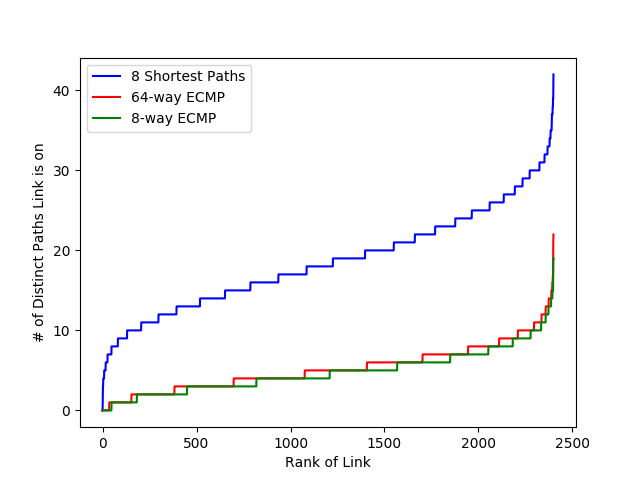 8 Shortest Paths
64-way ECMP
8-way ECMP
# of Distinct Paths Link is on
40
30
20
10
0
0 500 1000 1500 2000 2500
Rank of Link